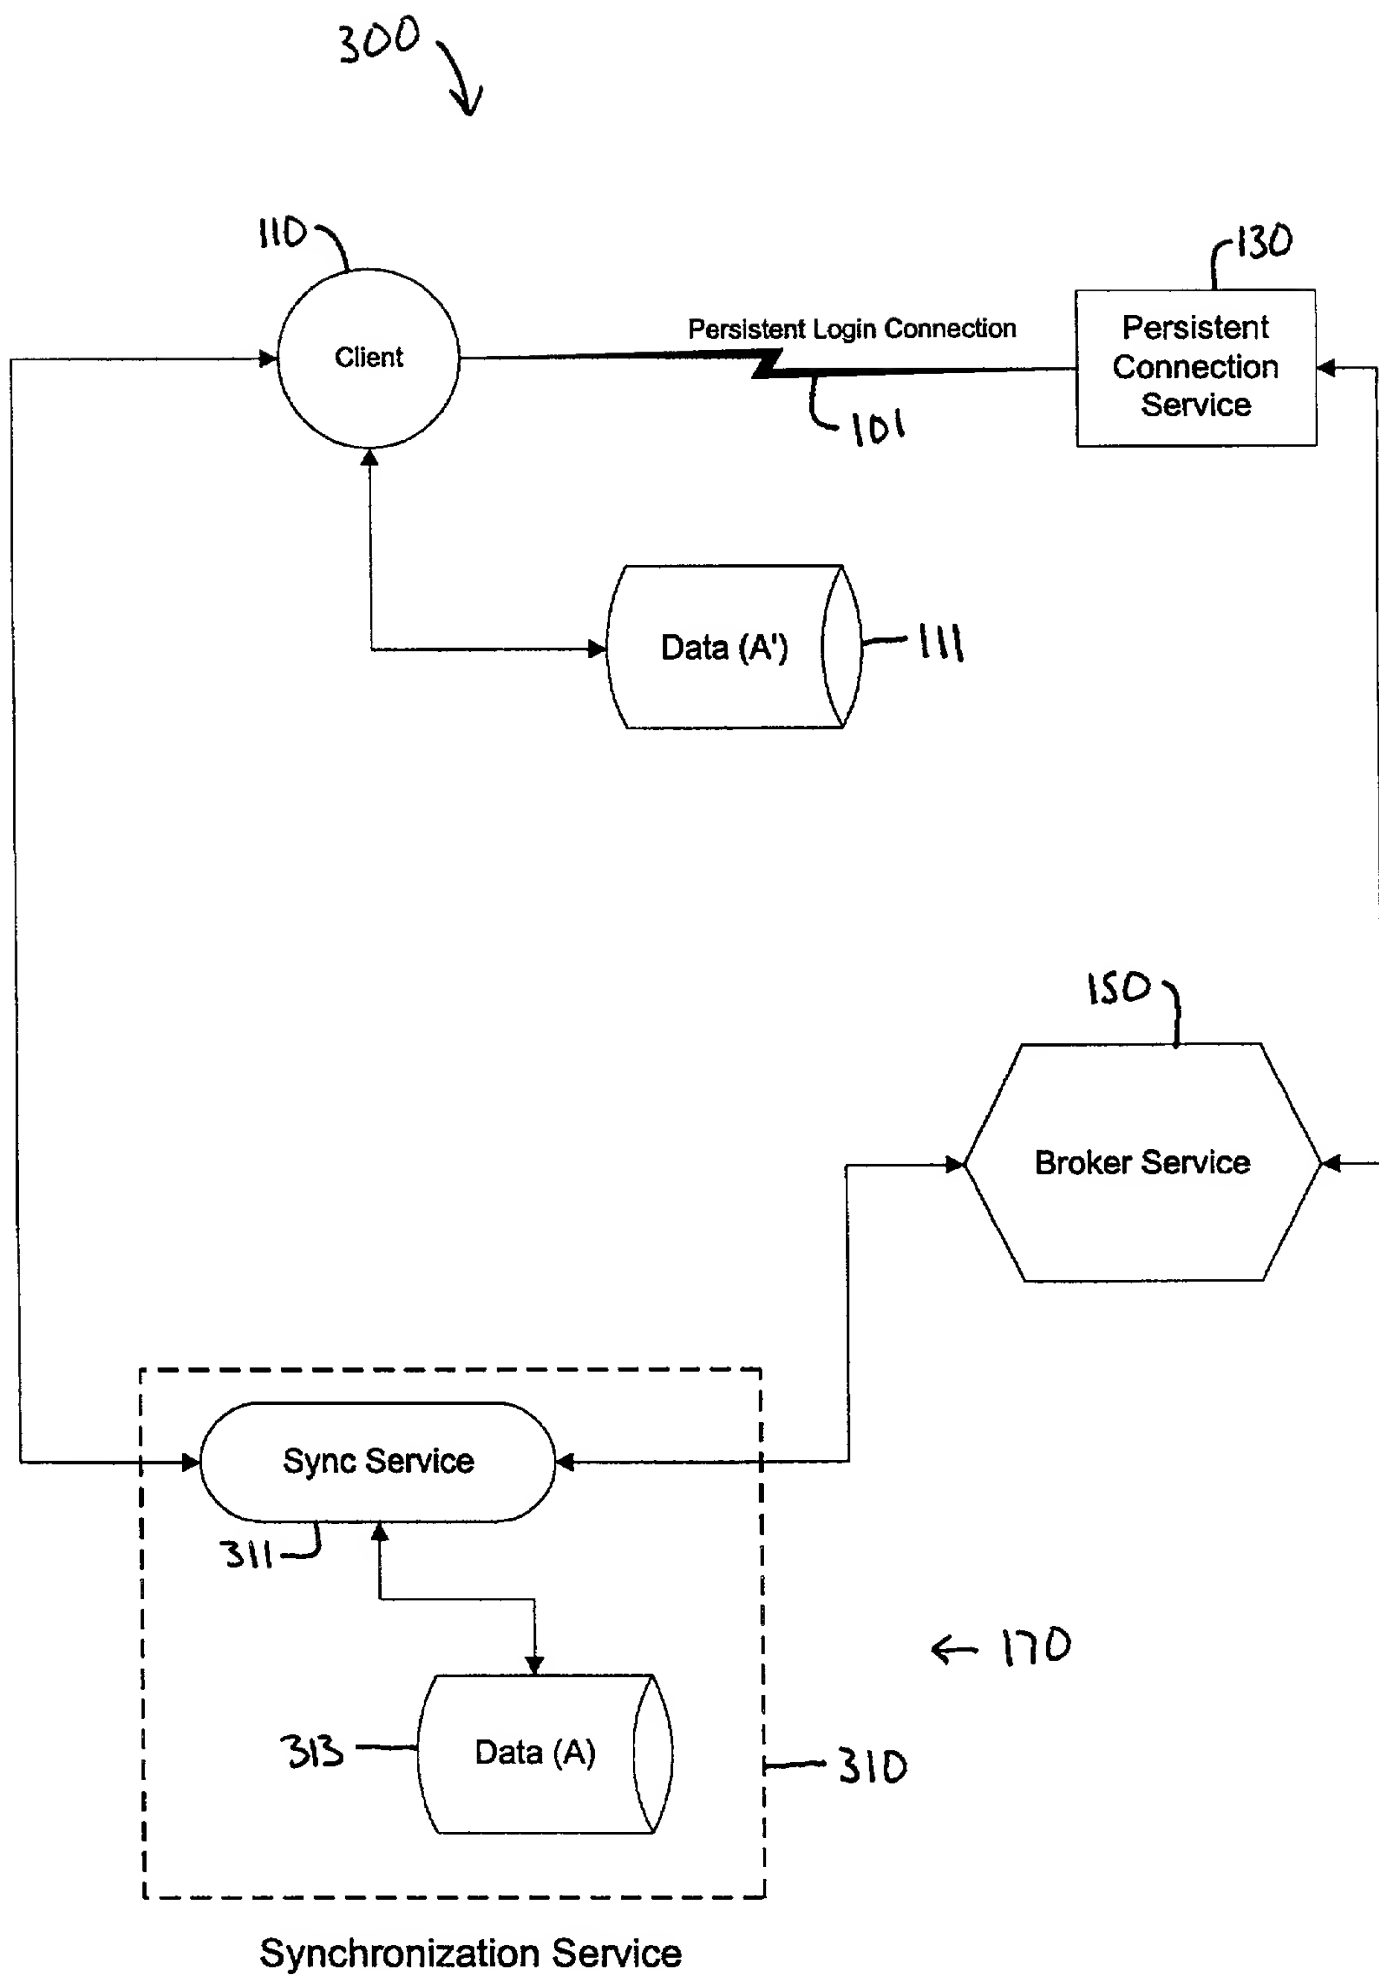 300
110
130
Persistent Login Connection
Persistent
Connection
Service
Client
101
Data (A')
111
150
Broker Service
Sync Service
311
170
313
Data (A)
310
Synchronization Service